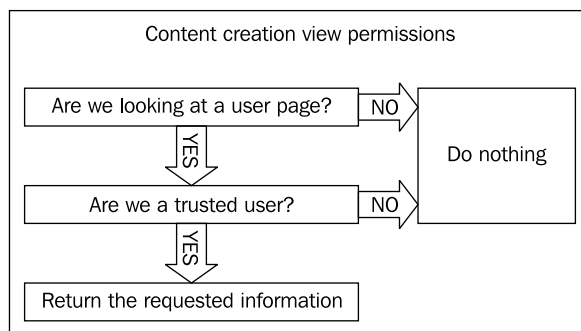 Content creation view permissions
Are we looking at a user page?
NO
YES
Do nothing
Are we a trusted user?
NO
YES
Return the requested information